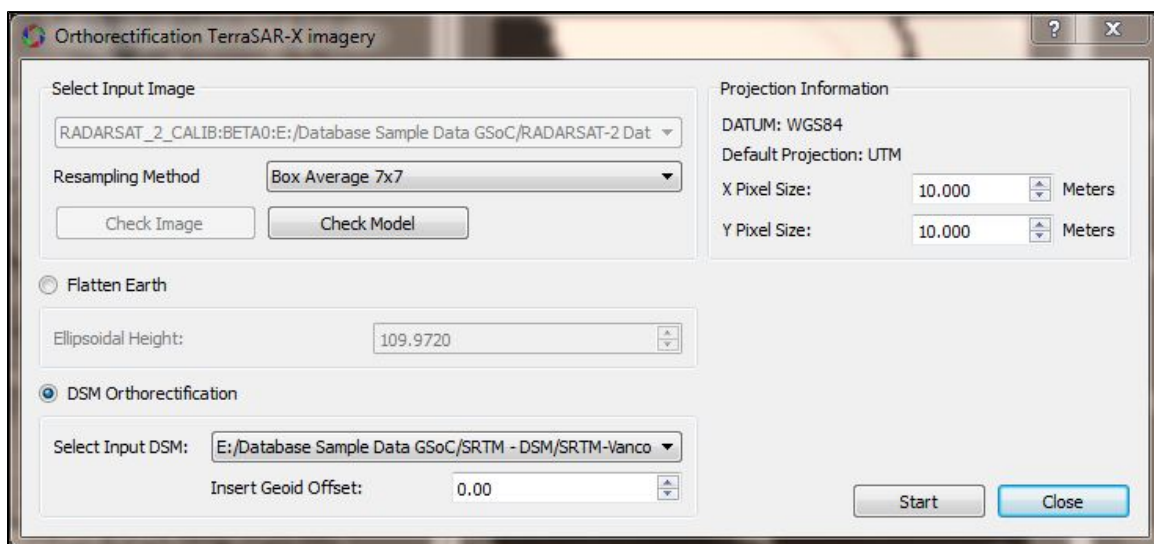 Orthorectification TerraSAR-X imagery
Select Input Image
RADARSAT_2_CALIB:BETA0:E:/Database Sample Data GSoC/RADARSAT-2 Dat
Resampling Method Box Average 7x7
Check Image Check Model
Flatten Earth
Ellipsoidal Height: 109.9720
DSM Orthorectification
Select Input DSM: E:/Database Sample Data GSoC/SRTM - DSM/SRTM-Vanco
Insert Geoid Offset: 0.00
Projection Information
DATUM: WGS84
Default Projection: UTM
X Pixel Size: 10.000 Meters
Y Pixel Size: 10.000 Meters
Start Close